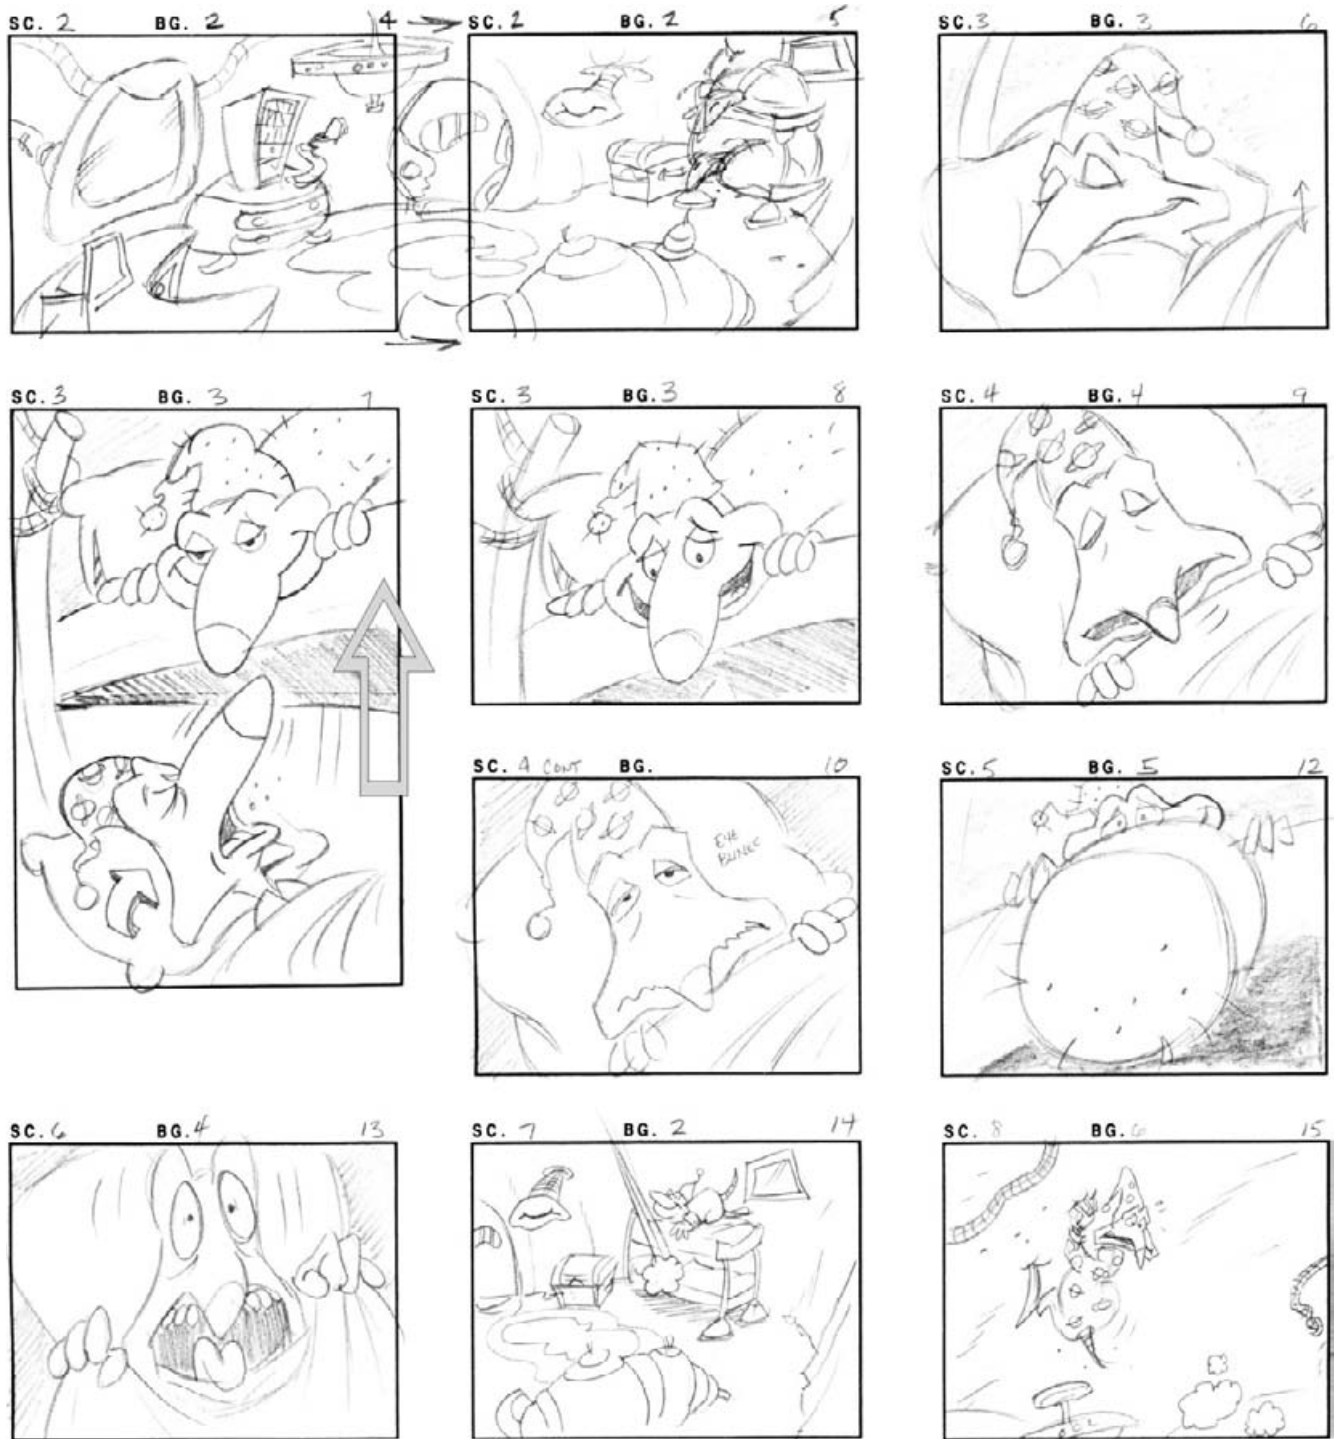 SC. 2 BG. 2 4
SC. 2 BG. 2 5
SC. 3 BG. 3 6
SC. 3 BG. 3 7
SC. 3 BG. 3 8
SC. 4 BG. 4 9
SC. 4 CONT BG. 10
EYE
BLINK
SC. 5 BG. 5 12
SC. 6 BG. 4 13
SC. 7 BG. 2 14
SC. 8 BG. 6 15